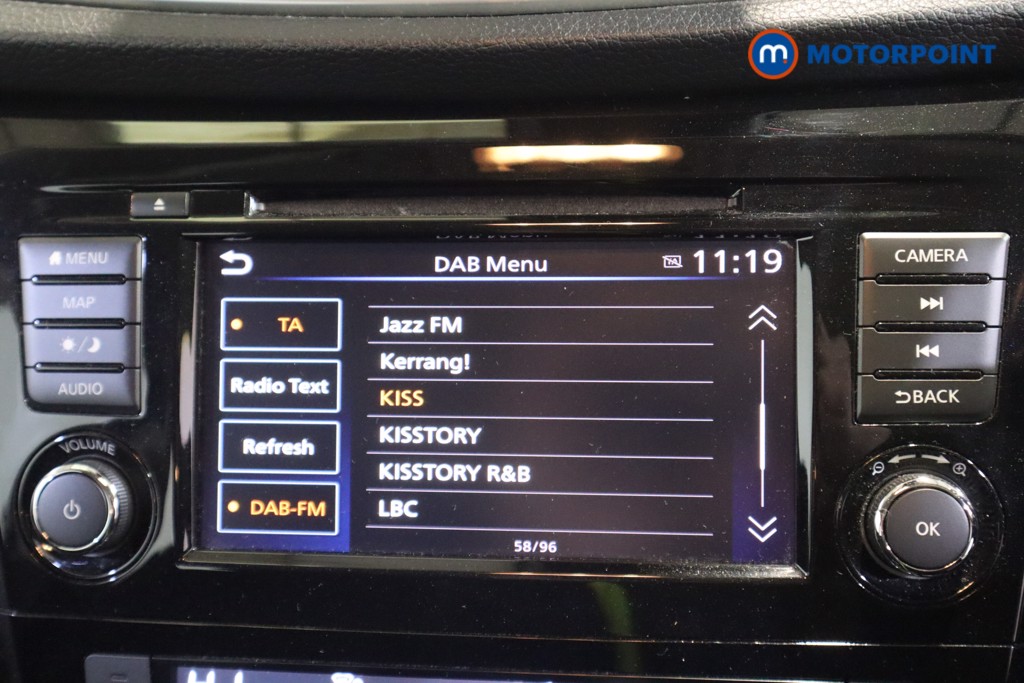 m. MOTORPOINT
MENU
MAP
AUDIO
VOLUME
DAB Menu
TA
11:19
TA
Radio Text
Refresh
DAB-FM
Jazz FM
Kerrang!
KISS
KISSTORY
KISSTORY R&B
LBC
58/96
CAMERA
BACK
OK